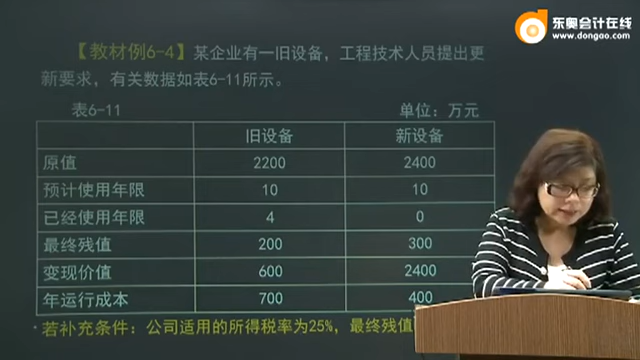 东奥会计在线
www.dongao.com
【教材例6-4】某企业有一旧设备，工程技术人员提出更
新要求，有关数据如表6-11所示。
表6-11 单位：万元
旧设备 新设备
原值 2200 2400
预计使用年限 10 10
已经使用年限 4 0
最终残值 200 300
变现价值 600 2400
年运行成本 700 400
若补充条件：公司适用的所得税率为25%，最终残值